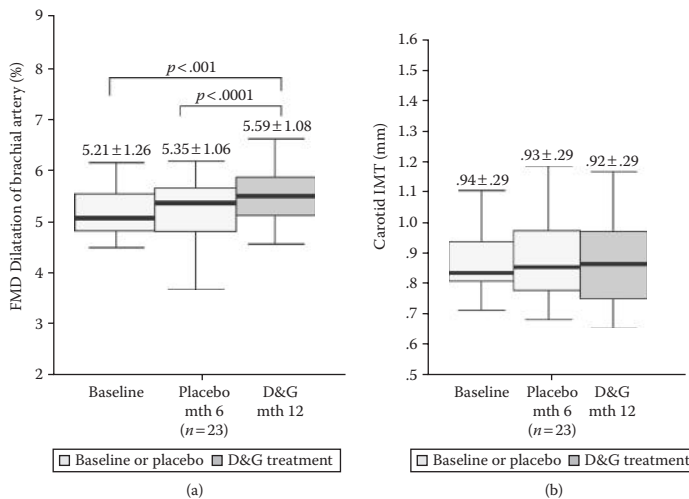 9
8
7
6
5
4
3
2
FMD Dilatation of brachial artery (%)
p<.001
p<.0001
5.21±1.26
5.35±1.06
5.59±1.08
Baseline
Placebo
mth 6
(n=23)
D&G
mth 12
Baseline or placebo
D&G treatment
(a)
1.6
1.5
1.4
1.3
1.2
1.1
1.0
.9
.8
.7
.6
.5
Carotid IMT (mm)
.94±.29
.93±.29
.92±.29
Baseline
Placebo
mth 6
(n=23)
D&G
mth 12
Baseline or placebo
D&G treatment
(b)